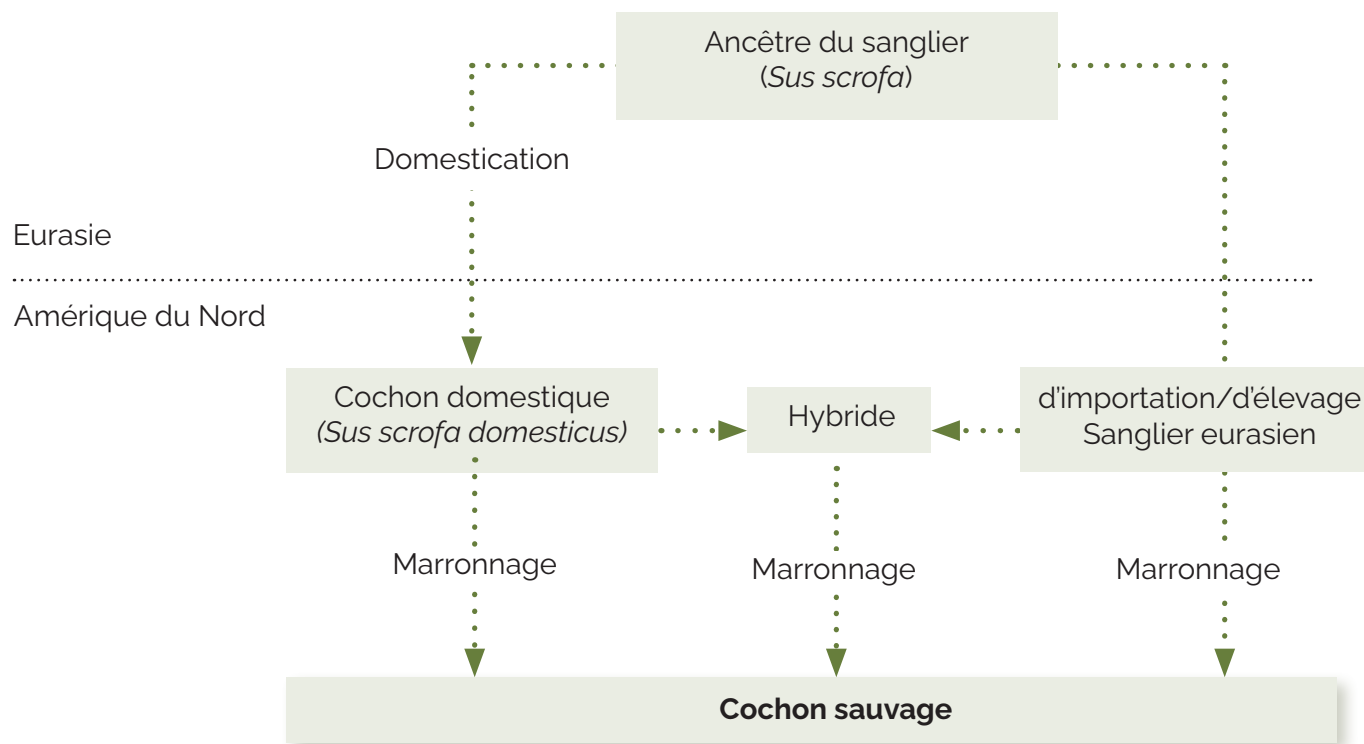 Ancêtre du sanglier
(Sus scrofa)
Domestication
Eurasie
Amérique du Nord
Cochon domestique
(Sus scrofa domesticus)
Hybride
d'importation/d'élevage
Sanglier eurasien
Marronnage
Marronnage
Marronnage
Cochon sauvage